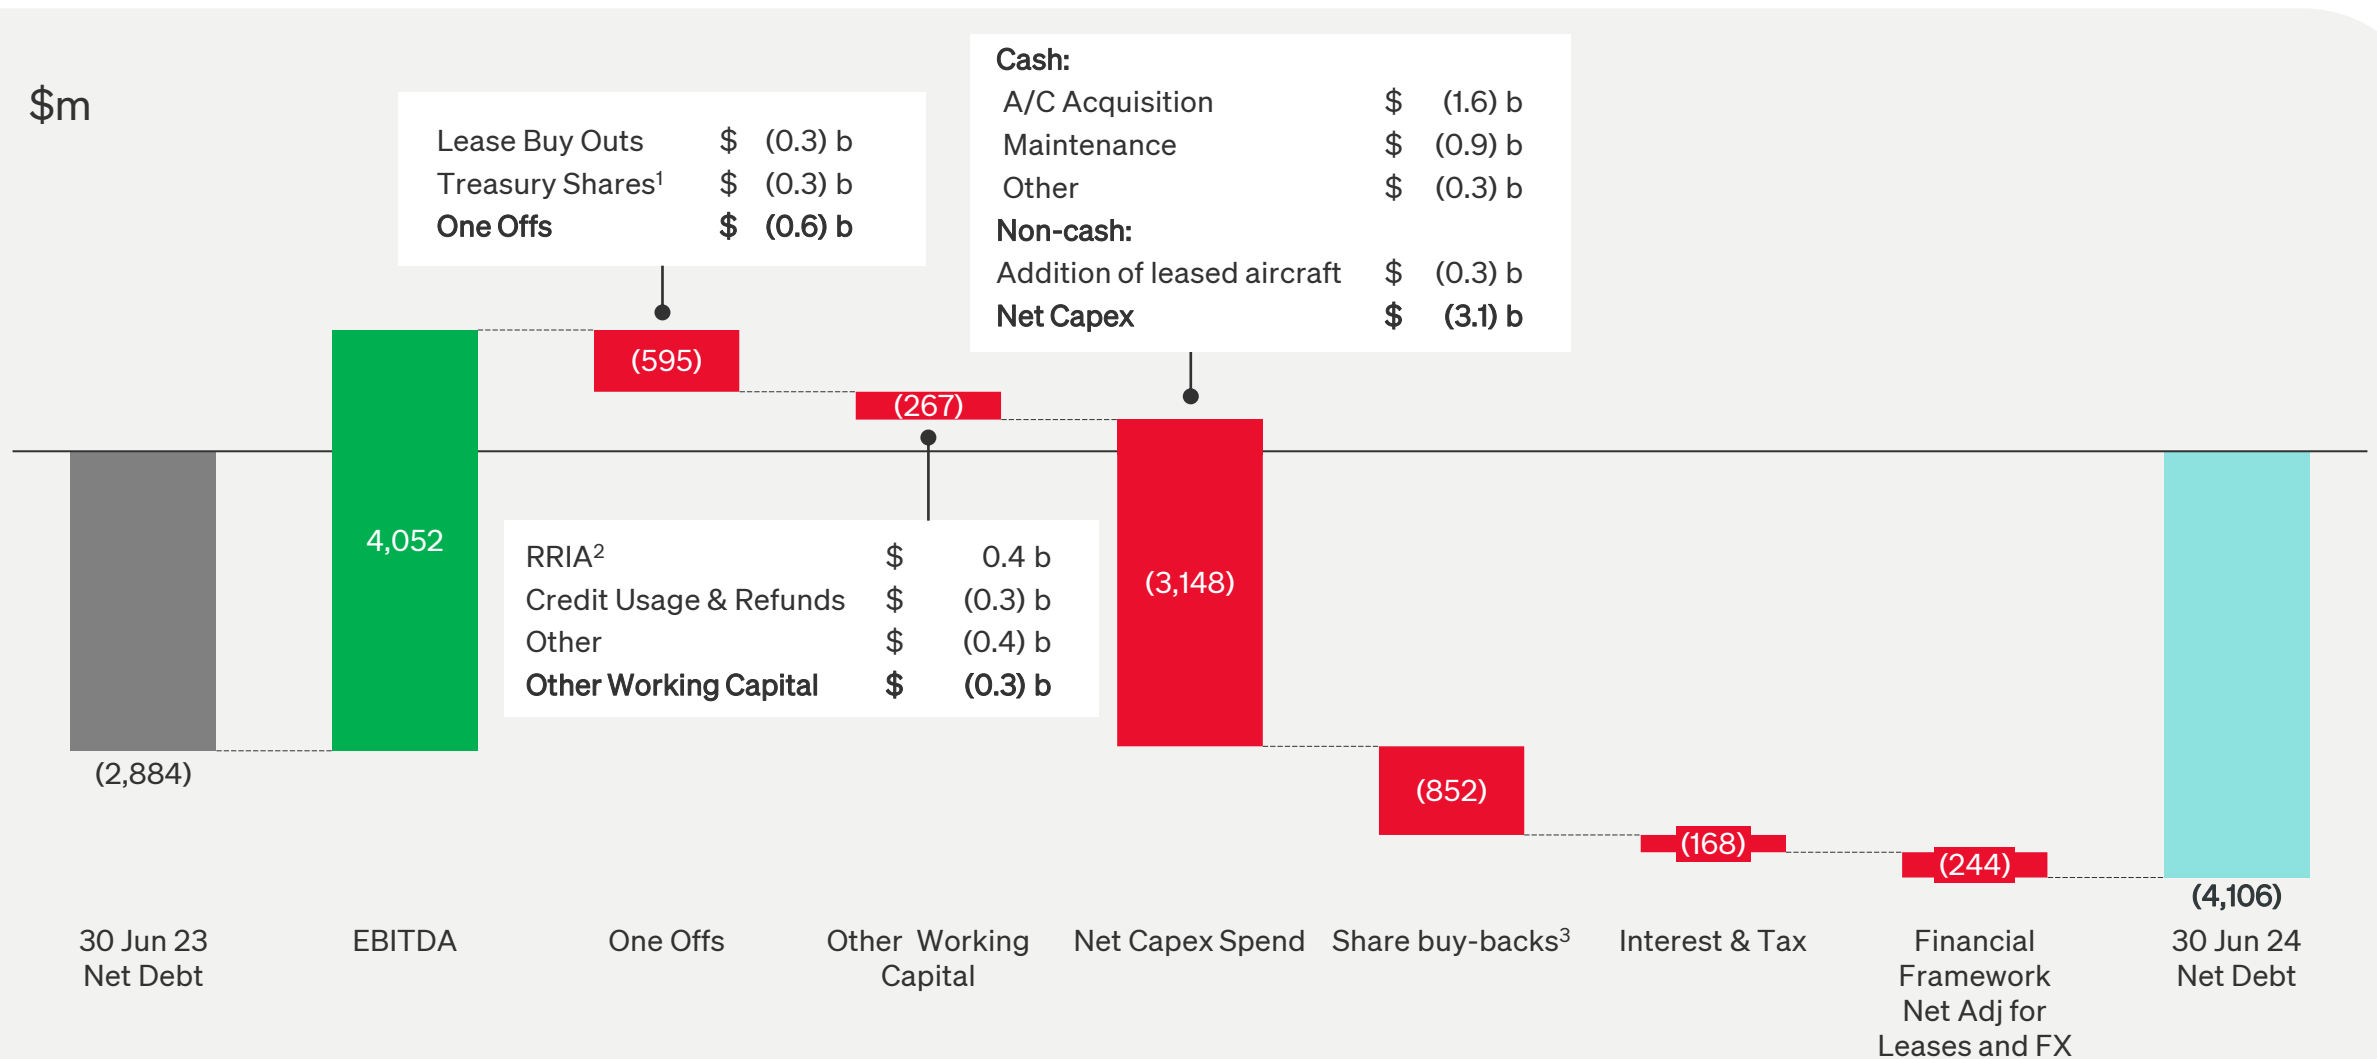 $m
Lease Buy Outs $ (0.3) b
Treasury Shares¹ $ (0.3) b
One Offs $ (0.6) b
Cash:
A/C Acquisition $ (1.6) b
Maintenance $ (0.9) b
Other $ (0.3) b
Non-cash:
Addition of leased aircraft $ (0.3) b
Net Capex $ (3.1) b
(595)
(267)
4,052
RRIA² $ 0.4 b
Credit Usage & Refunds $ (0.3) b
Other $ (0.4) b
Other Working Capital $ (0.3) b
(3,148)
(2,884)
(852)
(168)
(244)
(4,106)
30 Jun 23
Net Debt
EBITDA
One Offs
Other Working
Capital
Net Capex Spend
Share buy-backs³
Interest & Tax
Financial
Framework
Net Adj for
Leases and FX
30 Jun 24
Net Debt